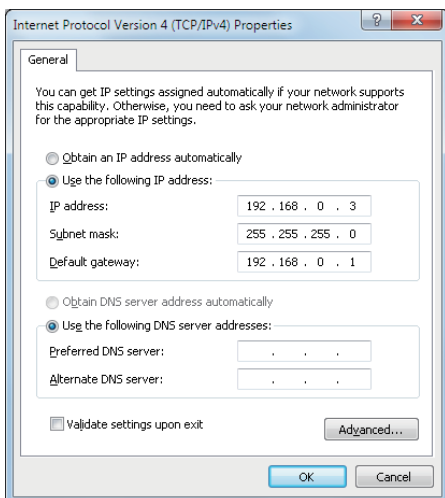 Internet Protocol Version 4 (TCP/IPv4) Properties
General
You can get IP settings assigned automatically if your network supports
this capability. Otherwise, you need to ask your network administrator
for the appropriate IP settings.
Obtain an IP address automatically
Use the following IP address:
IP address: 192 . 168 . 0 . 3
Subnet mask: 255 . 255 . 255 . 0
Default gateway: 192 . 168 . 0 . 1
Obtain DNS server address automatically
Use the following DNS server addresses:
Preferred DNS server: . . .
Alternate DNS server: . . .
Validate settings upon exit
Advanced...
OK Cancel